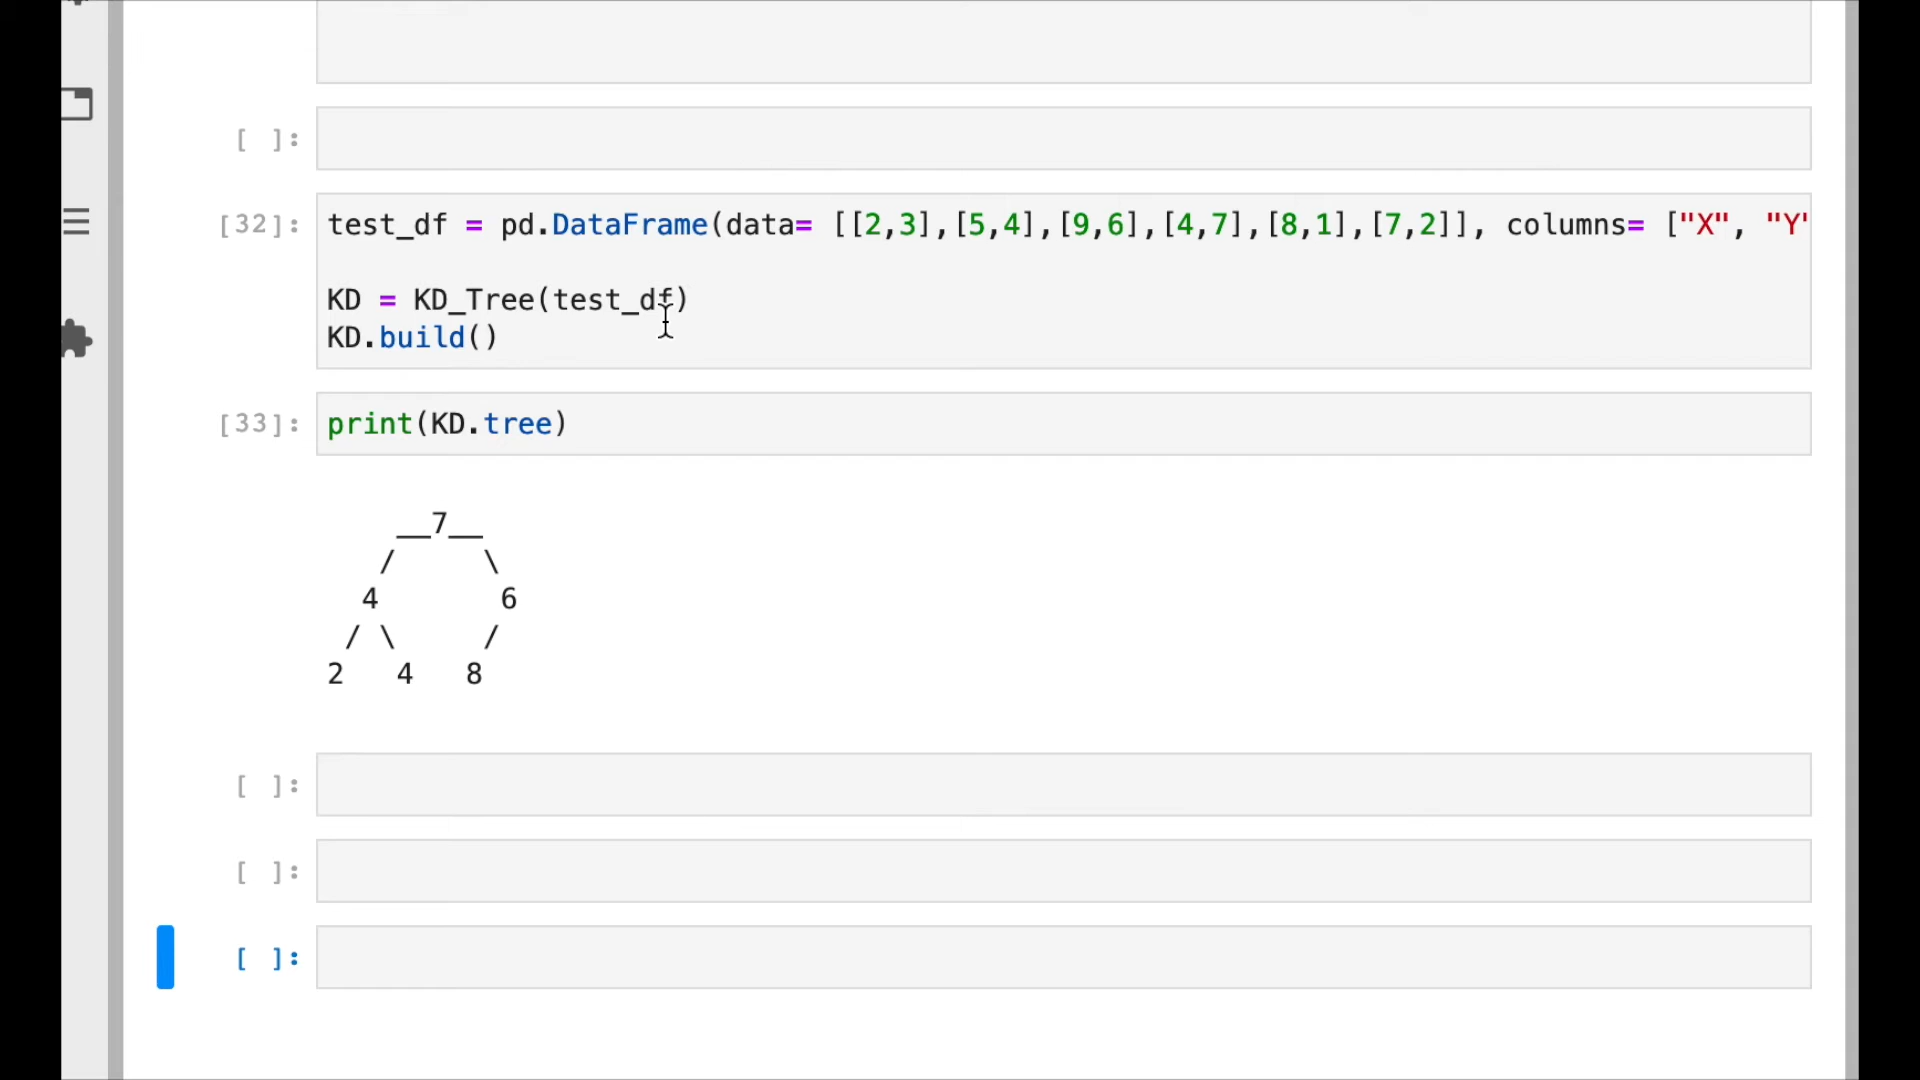 [ ]:
[32]: test_df = pd.DataFrame(data= [[2,3],[5,4],[9,6],[4,7],[8,1],[7,2]], columns= ["X", "Y"
KD = KD_Tree(test_df)
KD.build()
[33]: print(KD.tree)
__7__
/ \
4 6
/ \ /
2 4 8
[ ]:
[ ]:
[ ]: